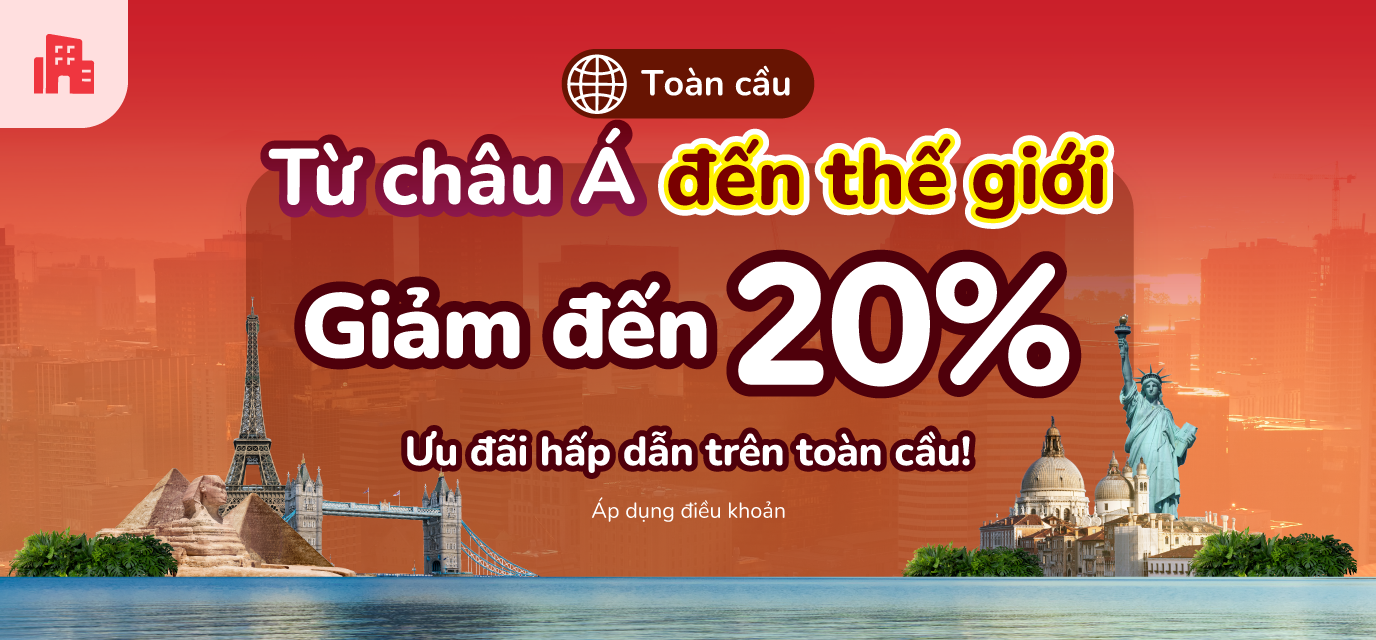 Toàn cầu
Từ châu Á đến thế giới
Giảm đến 20%
Ưu đãi hấp dẫn trên toàn cầu!
Áp dụng điều khoản